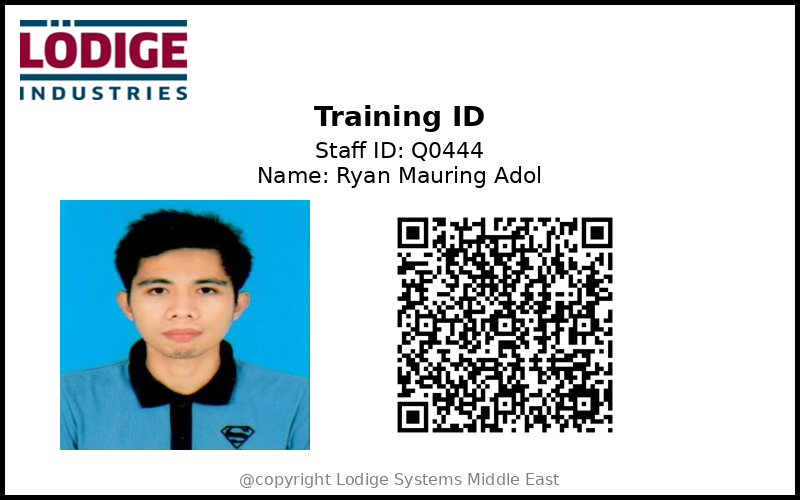 LÖDIGE
INDUSTRIES
Training ID
Staff ID: Q0444
Name: Ryan Mauring Adol
@copyright Lodige Systems Middle East